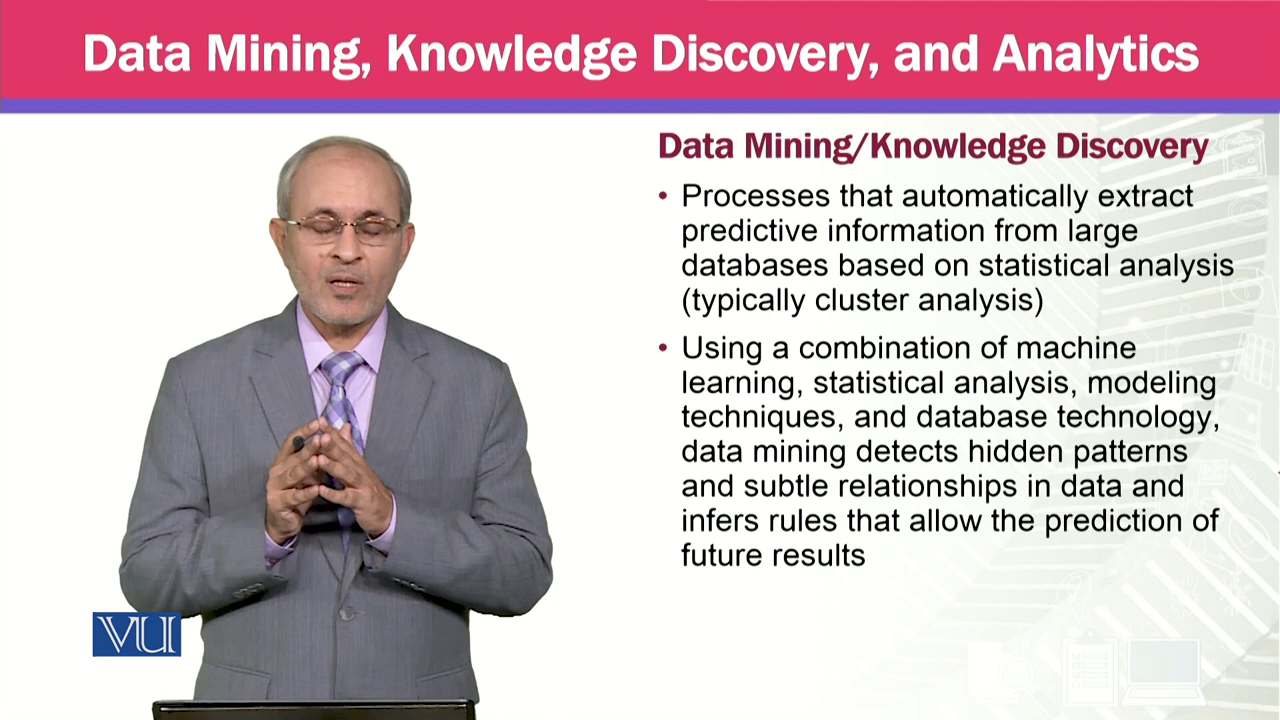 Data Mining, Knowledge Discovery, and Analytics
Data Mining/Knowledge Discovery
• Processes that automatically extract
predictive information from large
databases based on statistical analysis
(typically cluster analysis)
• Using a combination of machine
learning, statistical analysis, modeling
techniques, and database technology,
data mining detects hidden patterns
and subtle relationships in data and
infers rules that allow the prediction of
future results
VU